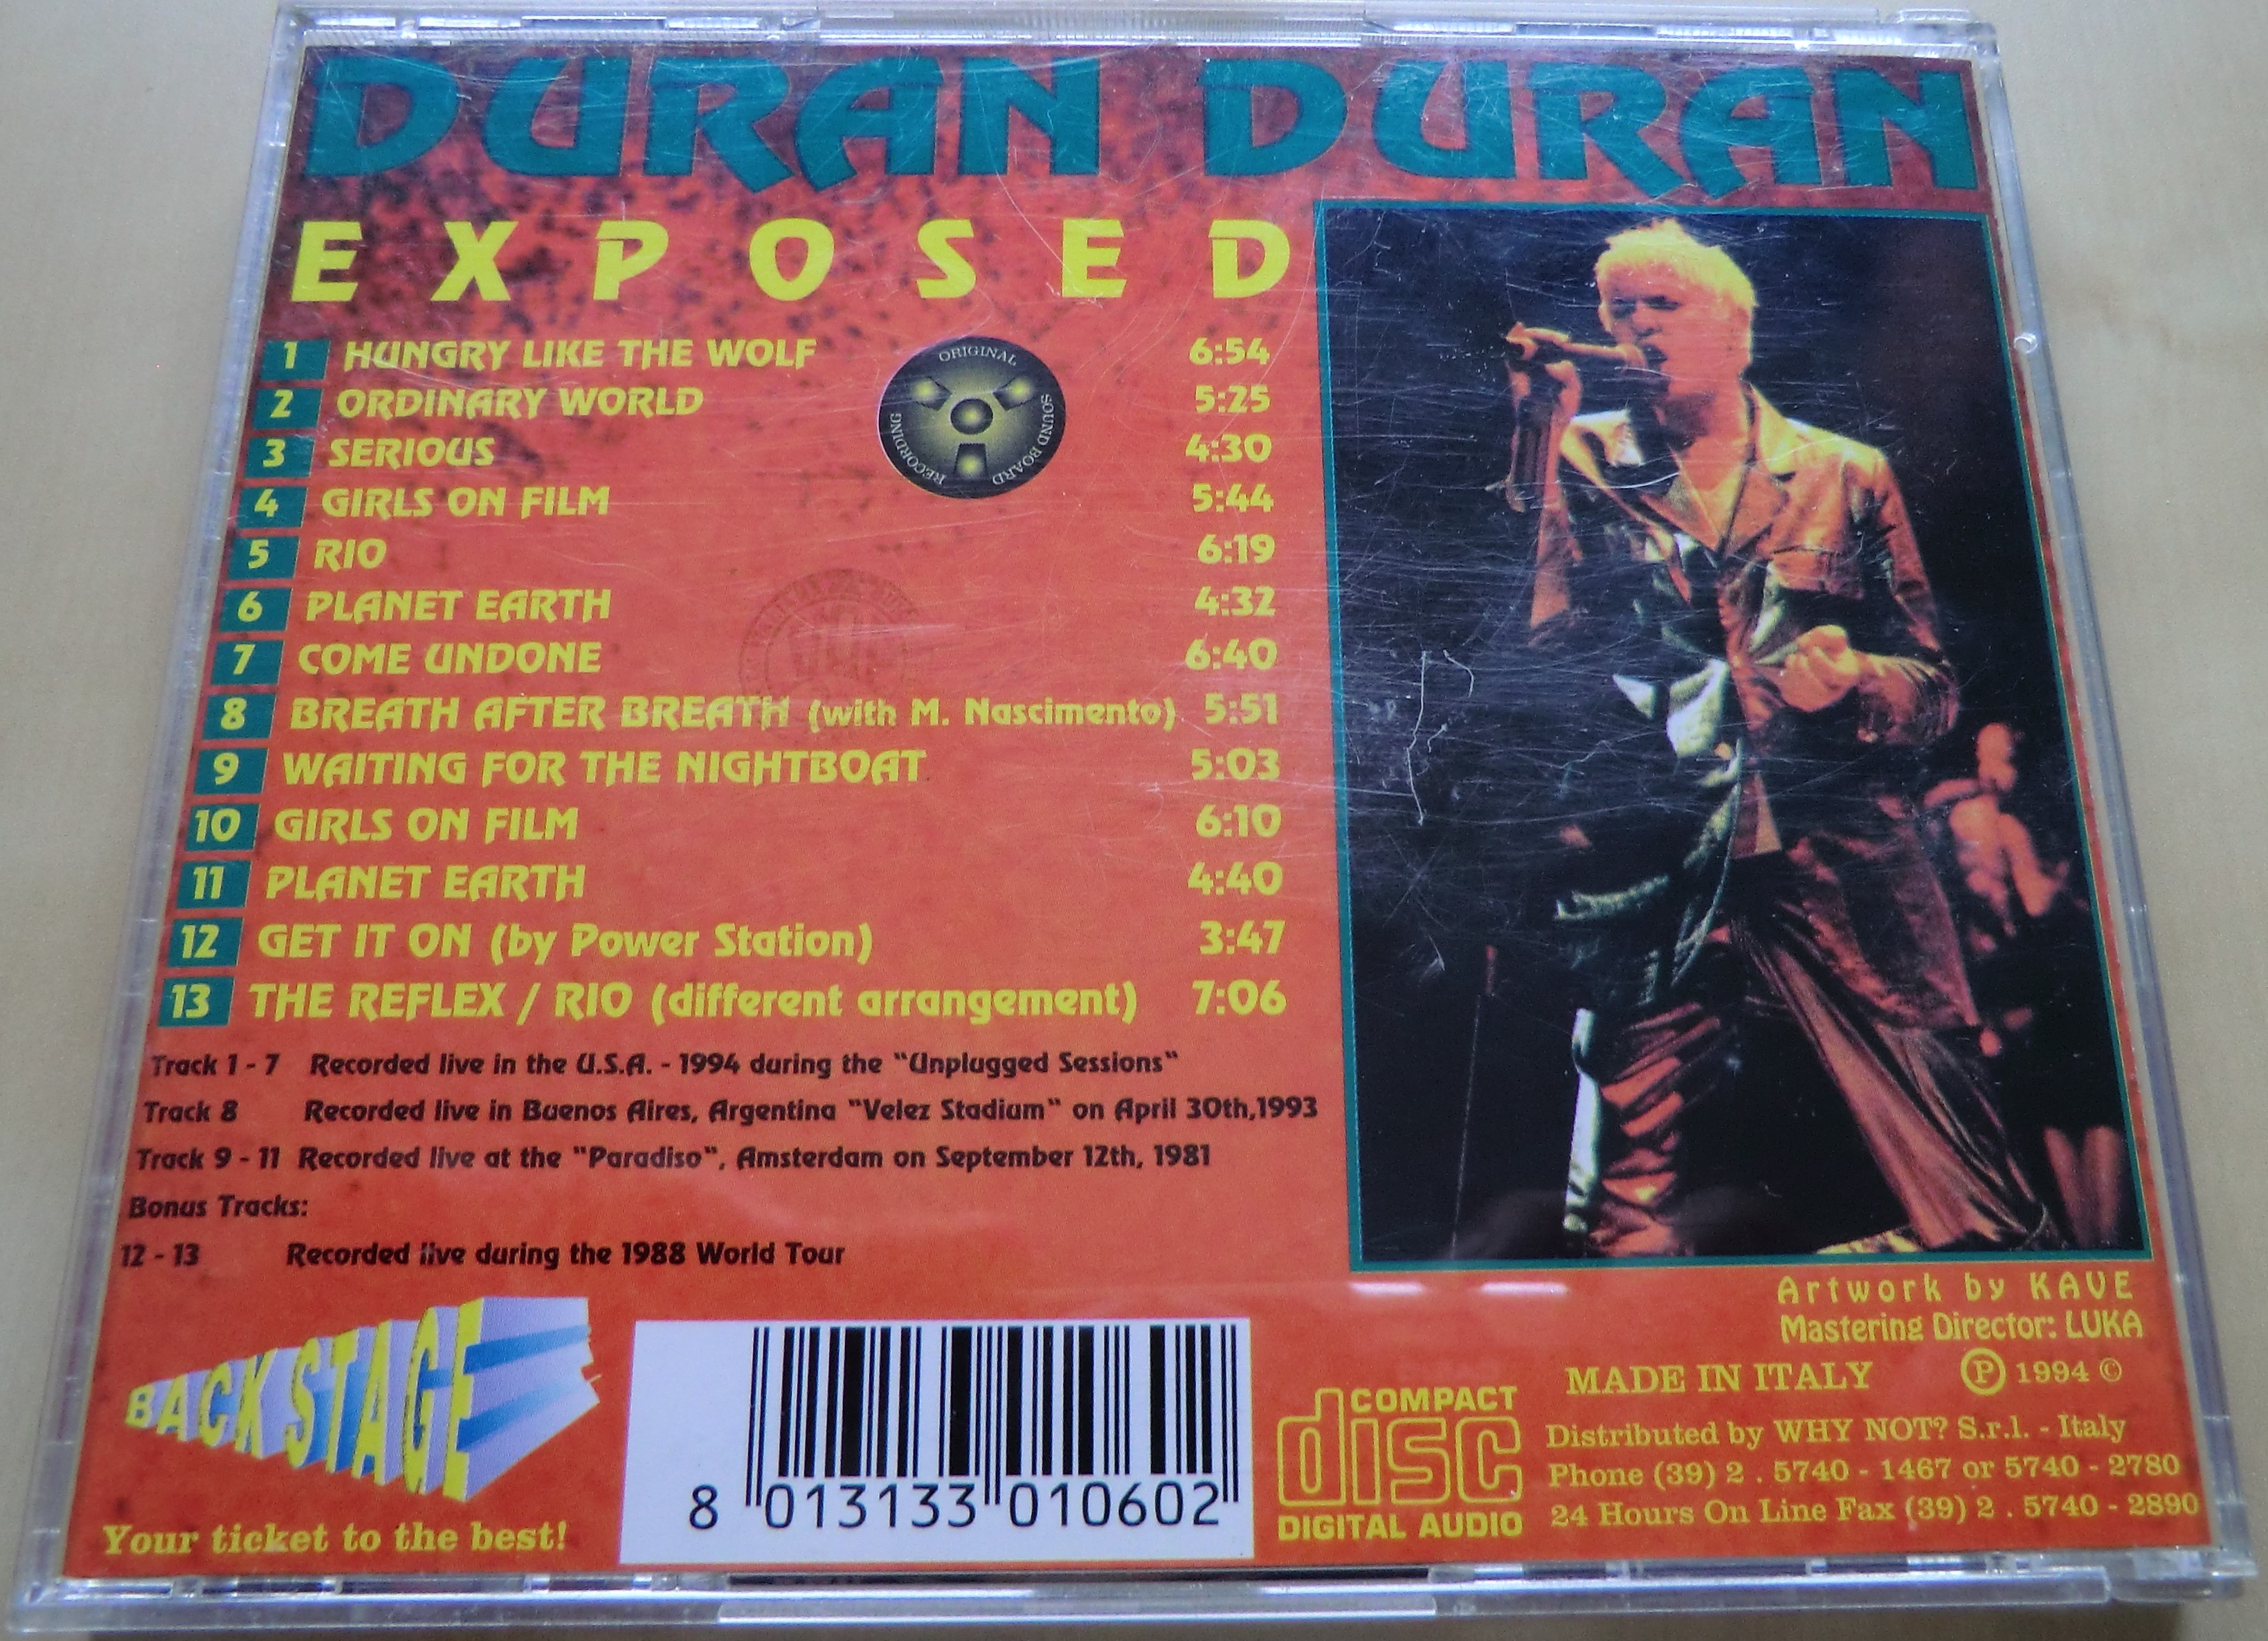 DURAN DURAN
EXPOSED
1 HUNGRY LIKE THE WOLF 6:54
2 ORDINARY WORLD 5:25
3 SERIOUS 4:30
4 GIRLS ON FILM 5:44
5 RIO 6:19
6 PLANET EARTH 4:32
7 COME UNDONE 6:40
8 BREATH AFTER BREATH (with M. Nascimento) 5:51
9 WAITING FOR THE NIGHTBOAT 5:03
10 GIRLS ON FILM 6:10
11 PLANET EARTH 4:40
12 GET IT ON (by Power Station) 3:47
13 THE REFLEX / RIO (different arrangement) 7:06
ORIGINAL SOUND BOARD RECORDING
Track 1 - 7 Recorded live in the U.S.A. - 1994 during the "Unplugged Sessions"
Track 8 Recorded live in Buenos Aires, Argentina "Velez Stadium" on April 30th,1993
Track 9 - 11 Recorded live at the "Paradiso", Amsterdam on September 12th, 1981
Bonus Tracks:
12 - 13 Recorded live during the 1988 World Tour
BACK STAGE
Your ticket to the best!
8 013133 010602
COMPACT
disc
DIGITAL AUDIO
Artwork by KAVE
Mastering Director: LUKA
MADE IN ITALY ℗ 1994 ©
Distributed by WHY NOT? S.r.l. - Italy
Phone (39) 2 . 5740 - 1467 or 5740 - 2780
24 Hours On Line Fax (39) 2 . 5740 - 2890